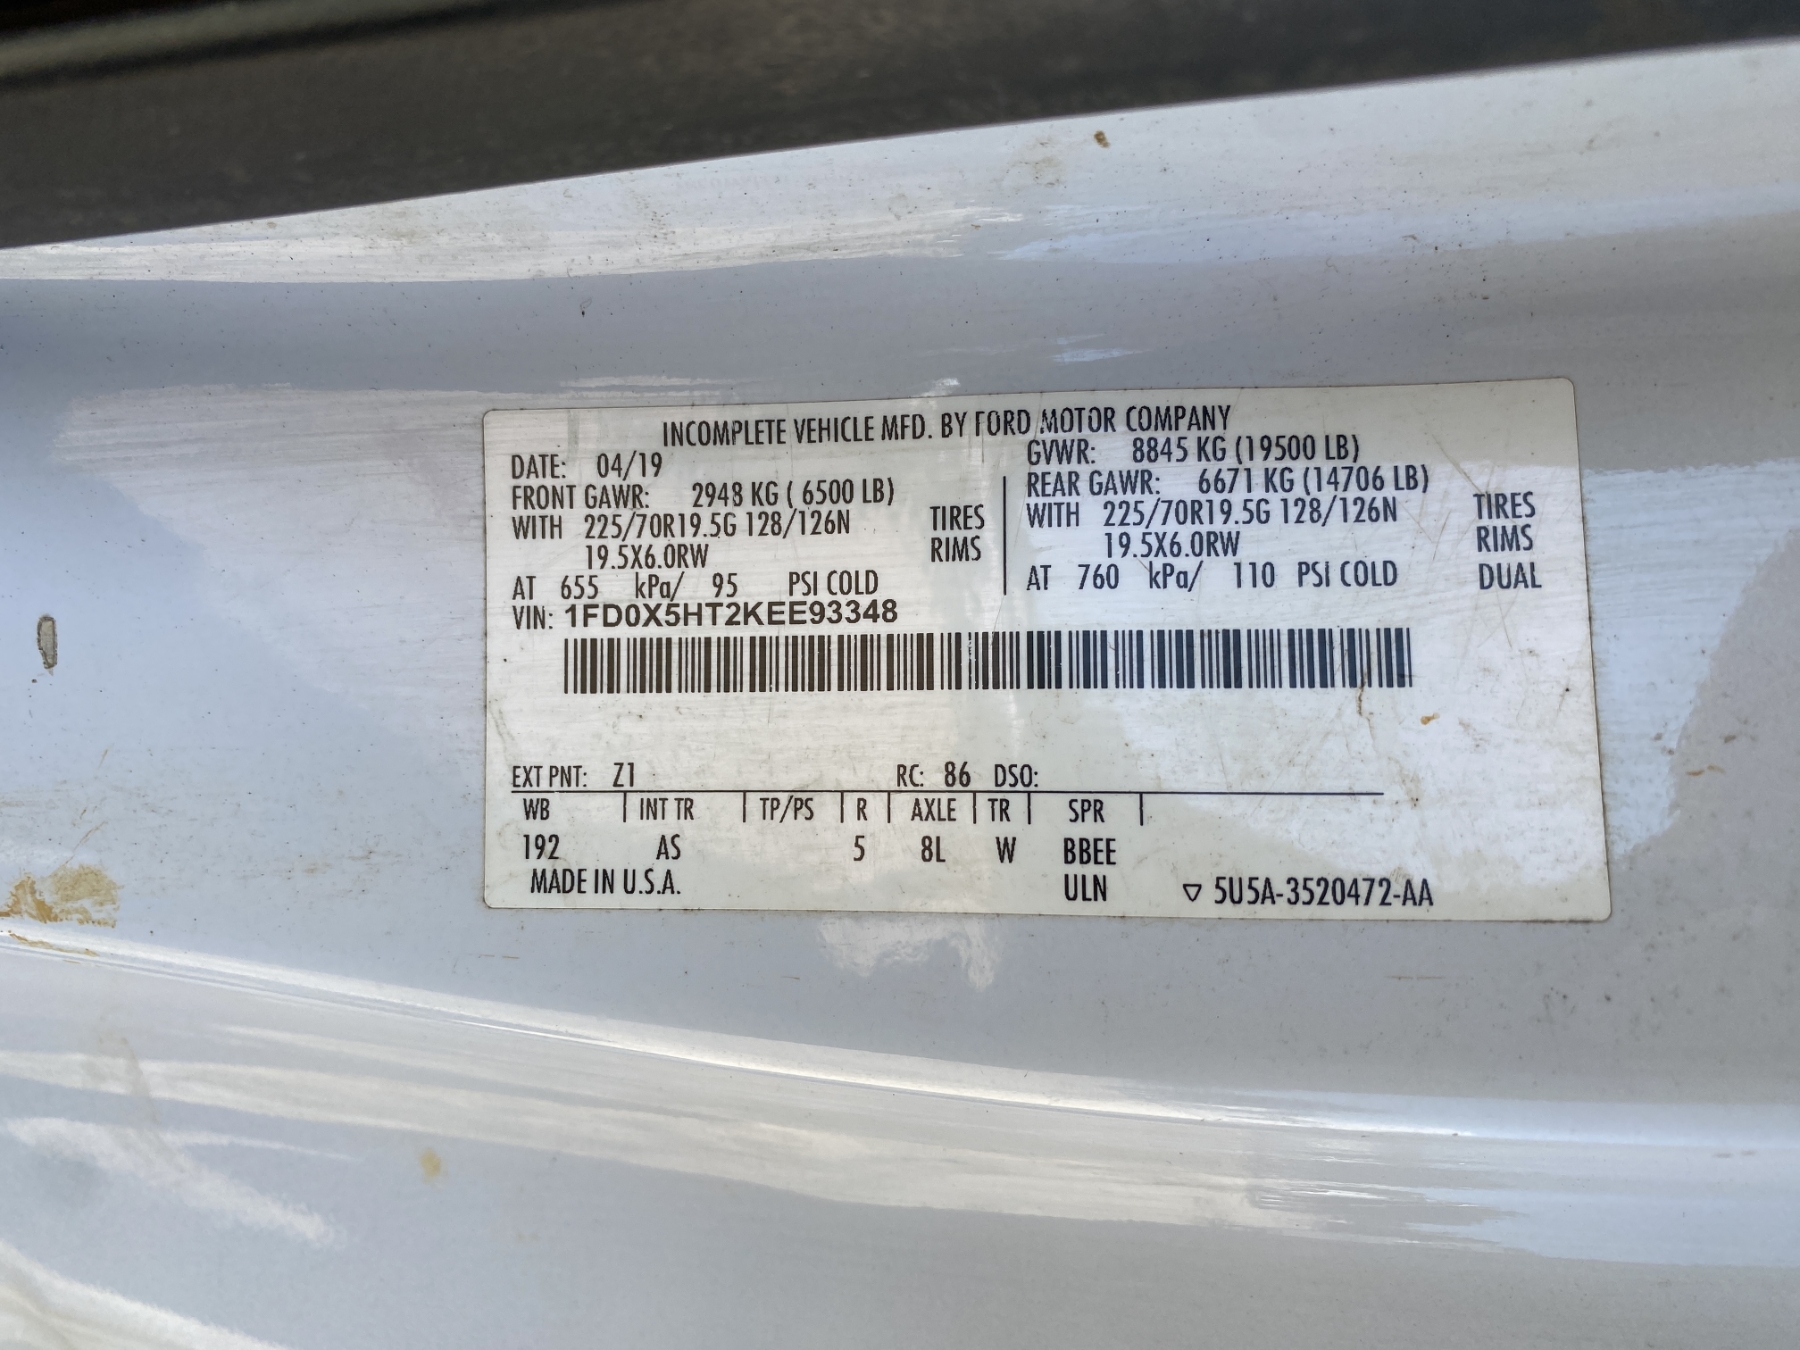 INCOMPLETE VEHICLE MFD. BY FORD MOTOR COMPANY
DATE: 04/19 GVWR: 8845 KG (19500 LB)
FRONT GAWR: 2948 KG ( 6500 LB) REAR GAWR: 6671 KG (14706 LB)
WITH 225/70R19.5G 128/126N TIRES WITH 225/70R19.5G 128/126N TIRES
19.5X6.0RW RIMS 19.5X6.0RW RIMS
AT 655 kPa/ 95 PSI COLD AT 760 kPa/ 110 PSI COLD DUAL
VIN: 1FD0X5HT2KEE93348
EXT PNT: Z1 RC: 86 DSO:
WB INT TR TP/PS R AXLE TR SPR
192 AS 5 8L W BBEE
MADE IN U.S.A. ULN ▽ 5U5A-3520472-AA